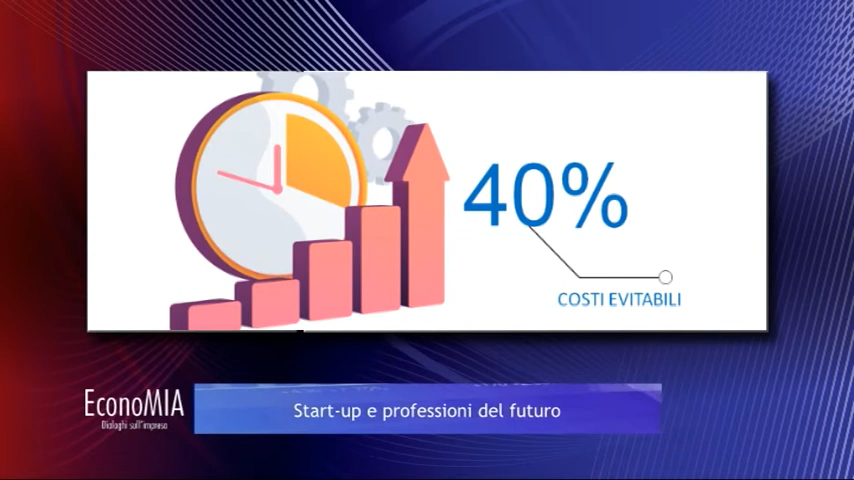 40%
COSTI EVITABILI
EconoMIA
Dialoghi sull'impresa
Start-up e professioni del futuro